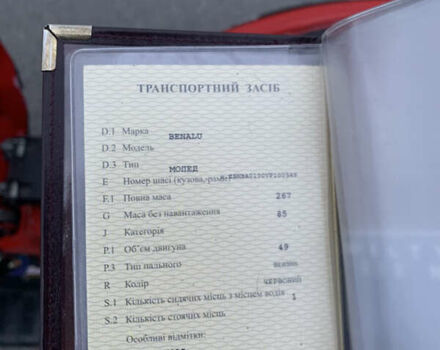 ТРАНСПОРТНИЙ ЗАСІБ
D.1 Марка BENALU
D.2 Модель
D.3 Тип МОПЕД
E Номер шасі (кузова, рами)
F.1 Повна маса 267
G Маса без навантаження 85
J Категорія
P.1 Об'єм двигуна 49
P.3 Тип пального
R Колір ЧЕРВОНИЙ
S.1 Кількість сидячих місць з місцем водія 1
S.2 Кількість стоячих місць
Особливі відмітки: